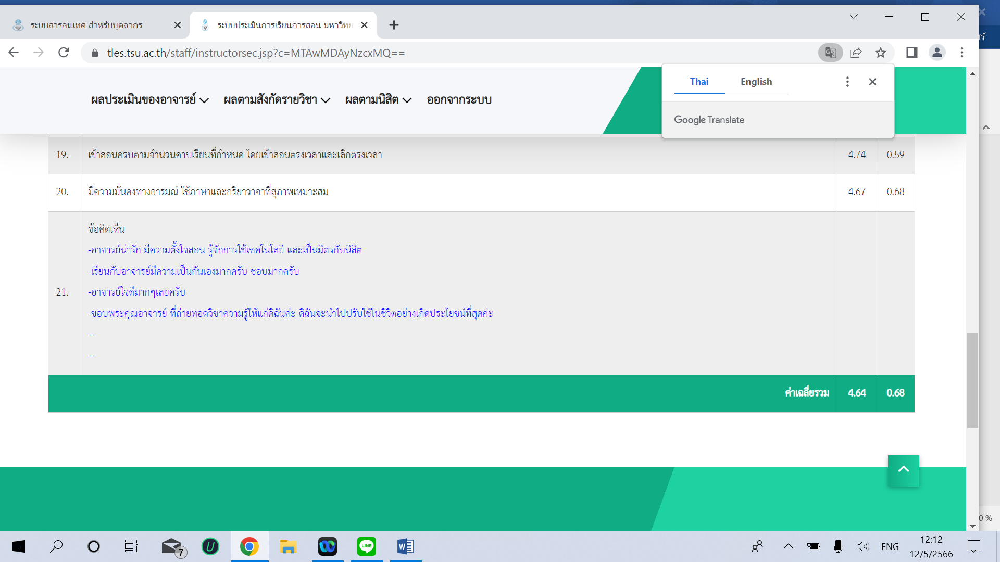 ระบบสารสนเทศ สำหรับบุคลากร
ระบบประเมินการเรียนการสอน มหาวิทย
tles.tsu.ac.th/staff/instructorsec.jsp?c=MTAwMDAyNzcxMQ==
Thai English
Google Translate
ผลประเมินของอาจารย์ ผลตามสังกัดรายวิชา ผลตามนิสิต ออกจากระบบ
19. เข้าสอนครบตามจำนวนคาบเรียนที่กำหนด โดยเข้าสอนตรงเวลาและเลิกตรงเวลา 4.74 0.59
20. มีความมั่นคงทางอารมณ์ ใช้ภาษาและกริยาวาจาที่สุภาพเหมาะสม 4.67 0.68
21. ข้อคิดเห็น
-อาจารย์น่ารัก มีความตั้งใจสอน รู้จักการใช้เทคโนโลยี และเป็นมิตรกับนิสิต
-เรียนกับอาจารย์มีความเป็นกันเองมากครับ ชอบมากครับ
-อาจารย์ใจดีมากๆเลยครับ
-ขอบพระคุณอาจารย์ ที่ถ่ายทอดวิชาความรู้ให้แก่ดิฉันค่ะ ดิฉันจะนำไปปรับใช้ในชีวิตอย่างเกิดประโยชน์ที่สุดค่ะ
--
--
ค่าเฉลี่ยรวม 4.64 0.68
0 %
7
U
LINE
W
ENG
12:12
12/5/2566